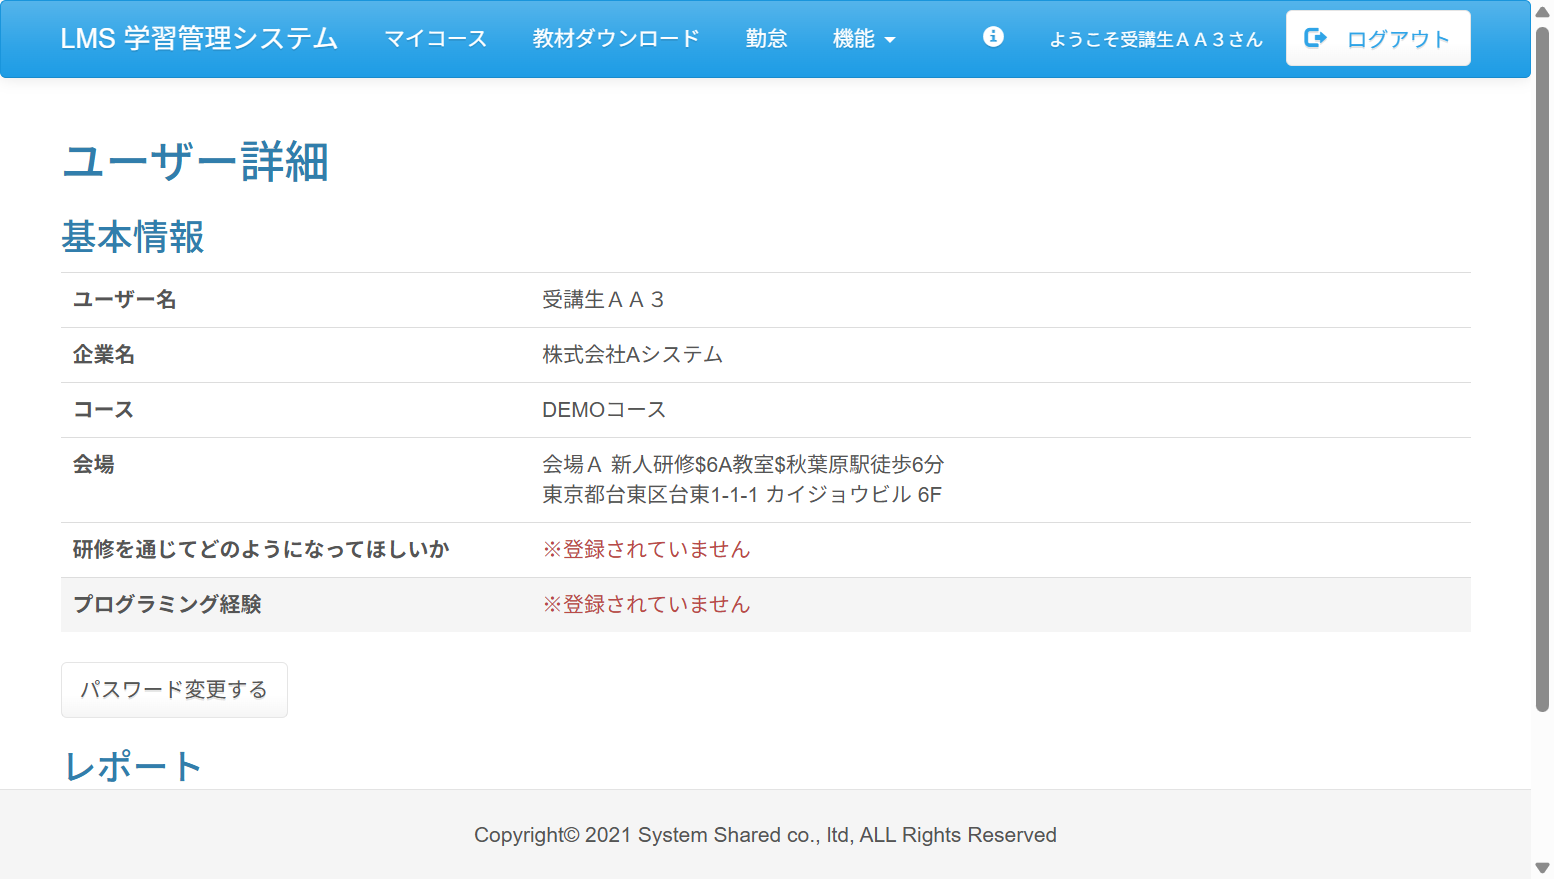 LMS 学習管理システム マイコース 教材ダウンロード 勤怠 機能 ようこそ受講生ＡＡ３さん ログアウト
ユーザー詳細
基本情報
ユーザー名 受講生ＡＡ３
企業名 株式会社Aシステム
コース DEMOコース
会場 会場Ａ 新人研修$6A教室$秋葉原駅徒歩6分
東京都台東区台東1-1-1 カイジョウビル 6F
研修を通じてどのようになってほしいか ※登録されていません
プログラミング経験 ※登録されていません
パスワード変更する
レポート
Copyright© 2021 System Shared co., ltd, ALL Rights Reserved